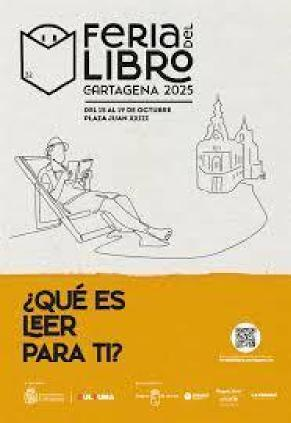 FERIA
DEL
LIBRO
CARTAGENA 2025
DEL 15 AL 19 DE OCTUBRE
PLAZA JUAN XXIII
¿QUÉ ES
LEER
PARA TI?